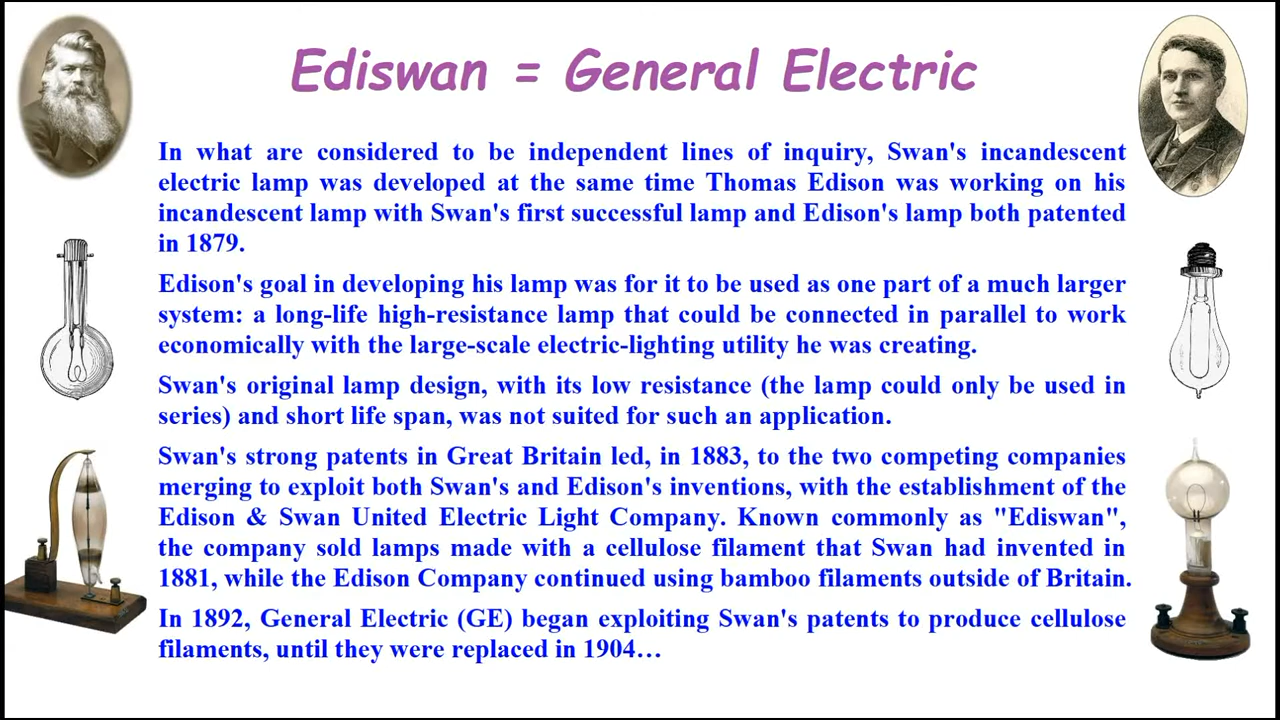 Ediswan = General Electric
In what are considered to be independent lines of inquiry, Swan's incandescent
electric lamp was developed at the same time Thomas Edison was working on his
incandescent lamp with Swan's first successful lamp and Edison's lamp both patented
in 1879.
Edison's goal in developing his lamp was for it to be used as one part of a much larger
system: a long-life high-resistance lamp that could be connected in parallel to work
economically with the large-scale electric-lighting utility he was creating.
Swan's original lamp design, with its low resistance (the lamp could only be used in
series) and short life span, was not suited for such an application.
Swan's strong patents in Great Britain led, in 1883, to the two competing companies
merging to exploit both Swan's and Edison's inventions, with the establishment of the
Edison & Swan United Electric Light Company. Known commonly as "Ediswan",
the company sold lamps made with a cellulose filament that Swan had invented in
1881, while the Edison Company continued using bamboo filaments outside of Britain.
In 1892, General Electric (GE) began exploiting Swan's patents to produce cellulose
filaments, until they were replaced in 1904…